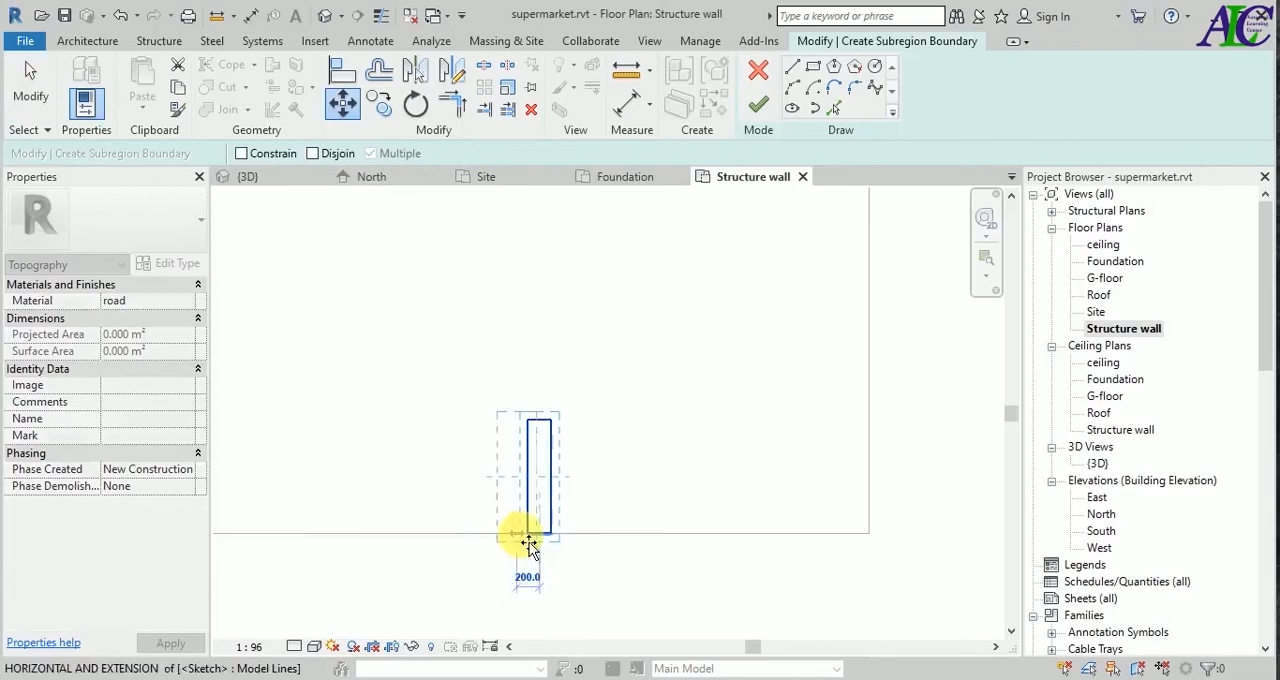 supermarket.rvt - Floor Plan: Structure wall
Type a keyword or phrase
Sign In
ALC
File
Architecture
Structure
Steel
Systems
Insert
Annotate
Analyze
Massing & Site
Collaborate
View
Manage
Add-Ins
Modify | Create Subregion Boundary
Modify
Paste
Cope
Cut
Join
Select
Properties
Clipboard
Geometry
Modify
View
Measure
Create
Mode
Draw
Modify | Create Subregion Boundary
Constrain
Disjoin
Multiple
Properties
{3D}
North
Site
Foundation
Structure wall
Project Browser - supermarket.rvt
Topography
Edit Type
Materials and Finishes
Material road
Dimensions
Projected Area 0.000 m²
Surface Area 0.000 m²
Identity Data
Image
Comments
Name
Mark
Phasing
Phase Created New Construction
Phase Demolish... None
Properties help
Apply
2D
200.0
Views (all)
Structural Plans
Floor Plans
ceiling
Foundation
G-floor
Roof
Site
Structure wall
Ceiling Plans
ceiling
Foundation
G-floor
Roof
Structure wall
3D Views
{3D}
Elevations (Building Elevation)
East
North
South
West
Legends
Schedules/Quantities (all)
Sheets (all)
Families
Annotation Symbols
Cable Trays
1 : 96
HORIZONTAL AND EXTENSION of [<Sketch> : Model Lines]
:0
Main Model
:0